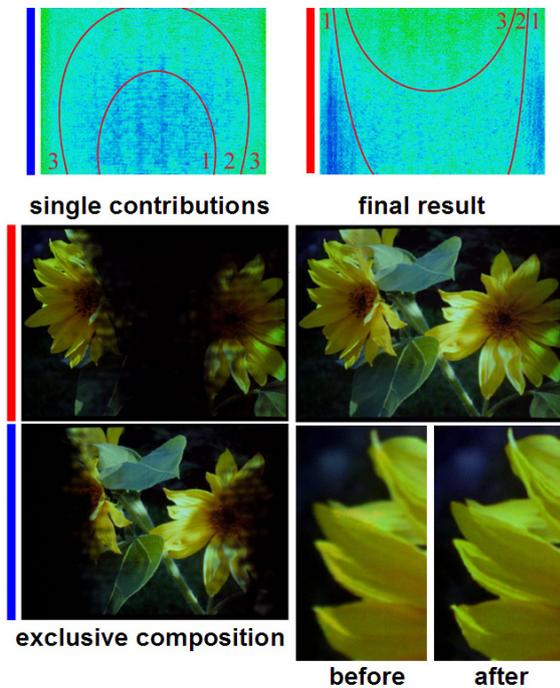 3 1 2 3
1 3 2 1
single contributions
final result
exclusive composition
before
after